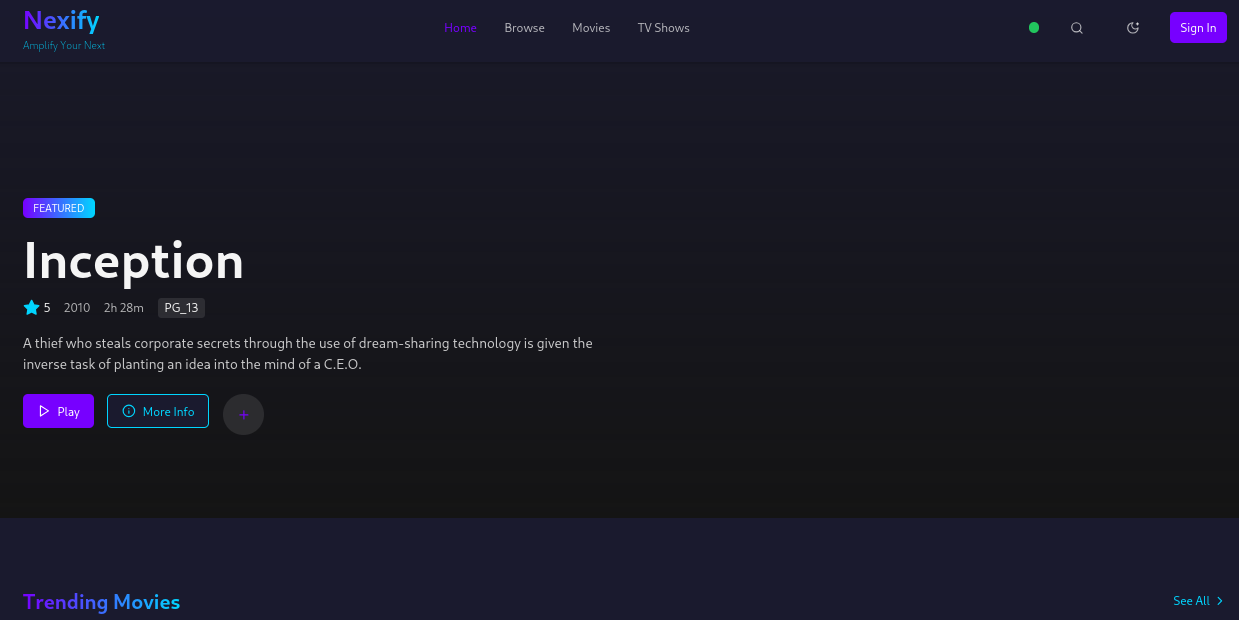 Nexify
Amplify Your Next
Home Browse Movies TV Shows
Sign In
FEATURED
Inception
5 2010 2h 28m PG_13
A thief who steals corporate secrets through the use of dream-sharing technology is given the
inverse task of planting an idea into the mind of a C.E.O.
Play More Info +
Trending Movies
See All